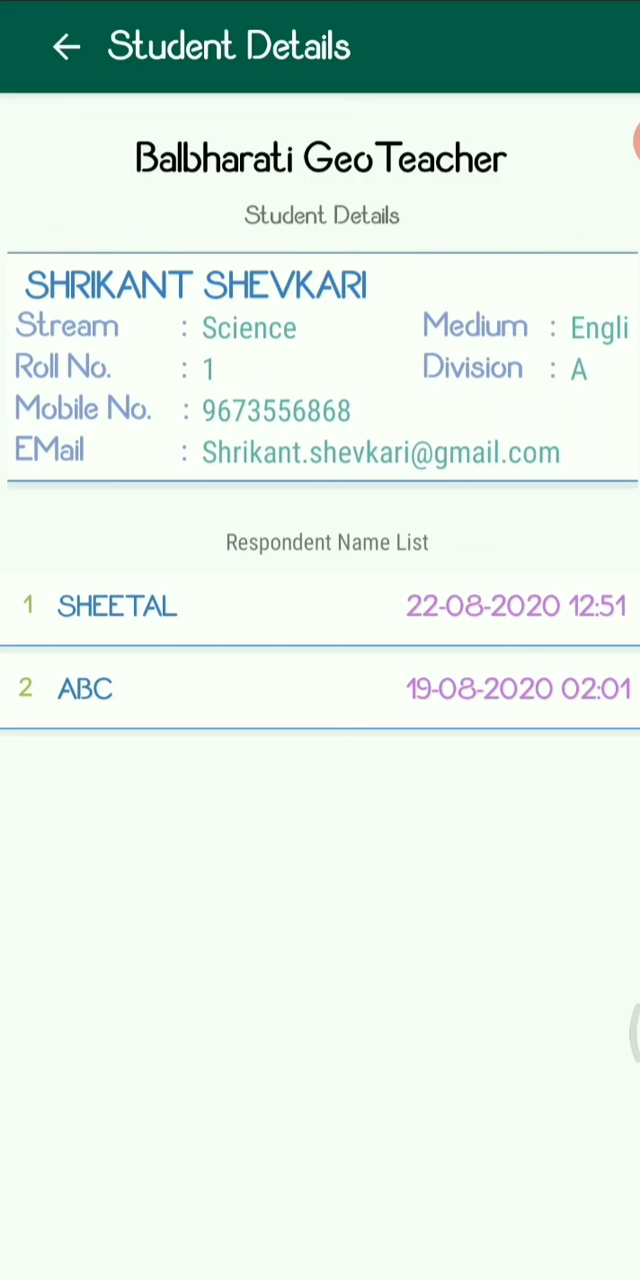 Student Details
Balbharati GeoTeacher
Student Details
SHRIKANT SHEVKARI
Stream : Science Medium : Engli
Roll No. : 1 Division : A
Mobile No. : 9673556868
EMail : Shrikant.shevkari@gmail.com
Respondent Name List
1 SHEETAL 22-08-2020 12:51
2 ABC 19-08-2020 02:01